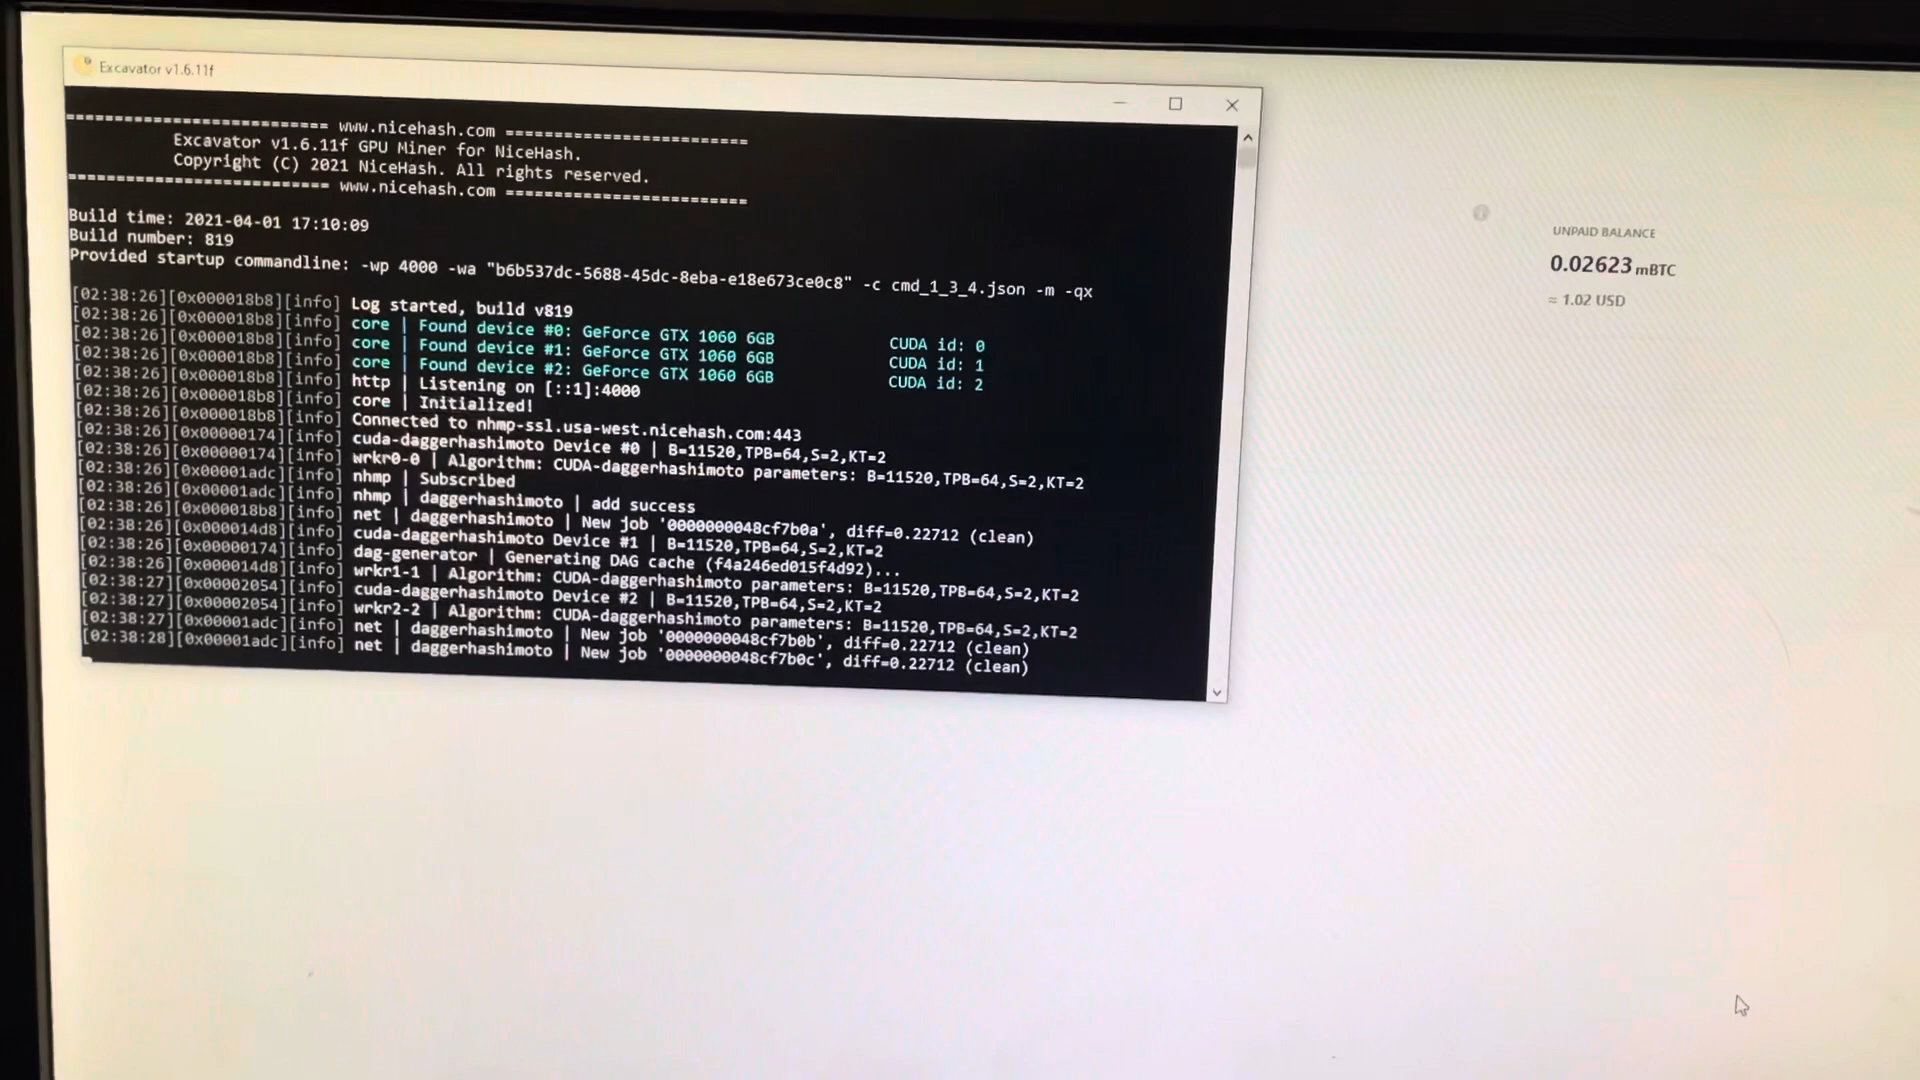 Excavator v1.6.11f
=========================== www.nicehash.com =========================
Excavator v1.6.11f GPU Miner for NiceHash.
Copyright (C) 2021 NiceHash. All rights reserved.
=========================== www.nicehash.com =========================
Build time: 2021-04-01 17:10:09
Build number: 819
Provided startup commandline: -wp 4000 -wa "b6b537dc-5688-45dc-8eba-e18e673ce0c8" -c cmd_1_3_4.json -m -qx
[02:38:26][0x000018b8][info] Log started, build v819
[02:38:26][0x000018b8][info] core | Found device #0: GeForce GTX 1060 6GB CUDA id: 0
[02:38:26][0x000018b8][info] core | Found device #1: GeForce GTX 1060 6GB CUDA id: 1
[02:38:26][0x000018b8][info] core | Found device #2: GeForce GTX 1060 6GB CUDA id: 2
[02:38:26][0x000018b8][info] http | Listening on [::1]:4000
[02:38:26][0x000018b8][info] core | Initialized!
[02:38:26][0x000018b8][info] Connected to nhmp-ssl.usa-west.nicehash.com:443
[02:38:26][0x00000174][info] cuda-daggerhashimoto Device #0 | B=11520,TPB=64,S=2,KT=2
[02:38:26][0x00000174][info] wrkr0-0 | Algorithm: CUDA-daggerhashimoto parameters: B=11520,TPB=64,S=2,KT=2
[02:38:26][0x00001adc][info] nhmp | Subscribed
[02:38:26][0x00001adc][info] nhmp | daggerhashimoto | add success
[02:38:26][0x000018b8][info] net | daggerhashimoto | New job '0000000048cf7b0a', diff=0.22712 (clean)
[02:38:26][0x000014d8][info] cuda-daggerhashimoto Device #1 | B=11520,TPB=64,S=2,KT=2
[02:38:26][0x00000174][info] dag-generator | Generating DAG cache (f4a246ed015f4d92)...
[02:38:26][0x000014d8][info] wrkr1-1 | Algorithm: CUDA-daggerhashimoto parameters: B=11520,TPB=64,S=2,KT=2
[02:38:27][0x00002054][info] cuda-daggerhashimoto Device #2 | B=11520,TPB=64,S=2,KT=2
[02:38:27][0x00002054][info] wrkr2-2 | Algorithm: CUDA-daggerhashimoto parameters: B=11520,TPB=64,S=2,KT=2
[02:38:27][0x00001adc][info] net | daggerhashimoto | New job '0000000048cf7b0b', diff=0.22712 (clean)
[02:38:28][0x00001adc][info] net | daggerhashimoto | New job '0000000048cf7b0c', diff=0.22712 (clean)
UNPAID BALANCE
0.02623 mBTC
≈ 1.02 USD